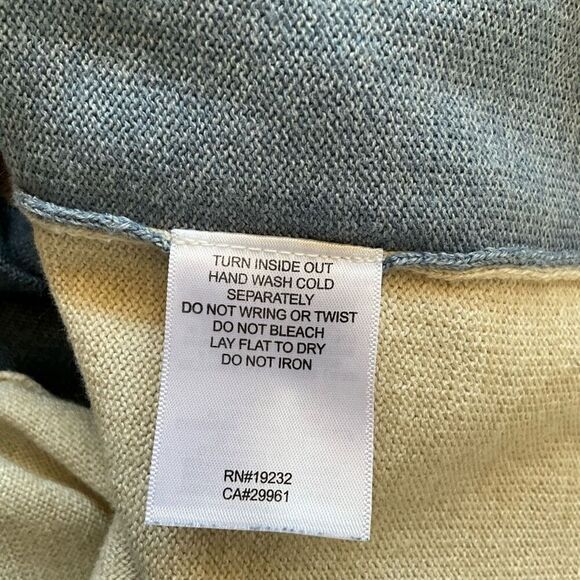 TURN INSIDE OUT
HAND WASH COLD
SEPARATELY
DO NOT WRING OR TWIST
DO NOT BLEACH
LAY FLAT TO DRY
DO NOT IRON
RN#19232
CA#29961